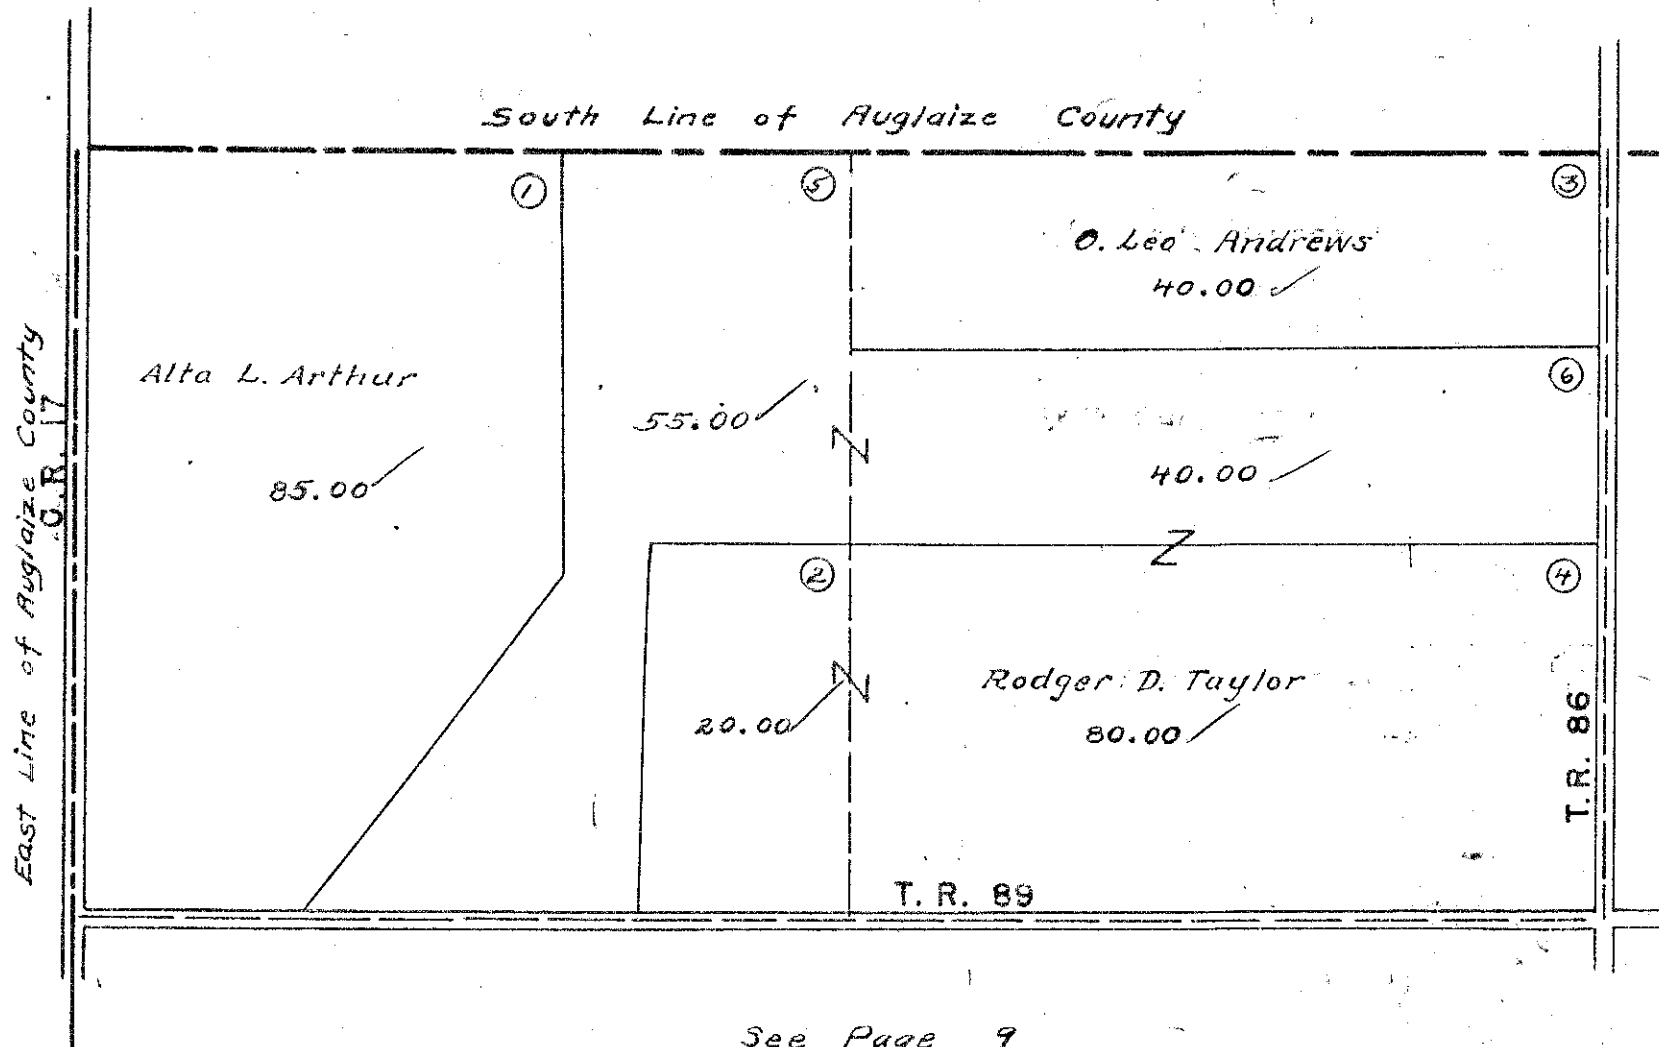 South Line of Auglaize County
1
5
3
O. Leo Andrews
40.00
Alta L. Arthur
85.00
55.00
6
40.00
East Line of Auglaize County
C.R. 17
2
4
20.00
Rodger D. Taylor
80.00
T.R. 86
T. R. 89
See Page 9